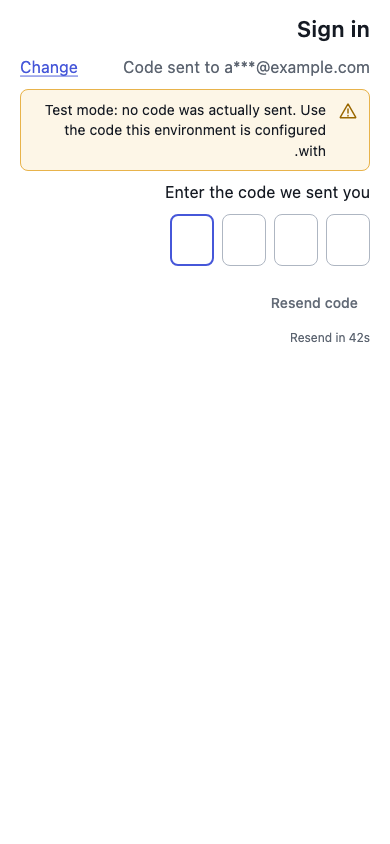 Sign in
Code sent to a***@example.com
Change
Test mode: no code was actually sent. Use
the code this environment is configured
with.
Enter the code we sent you
Resend code
Resend in 42s